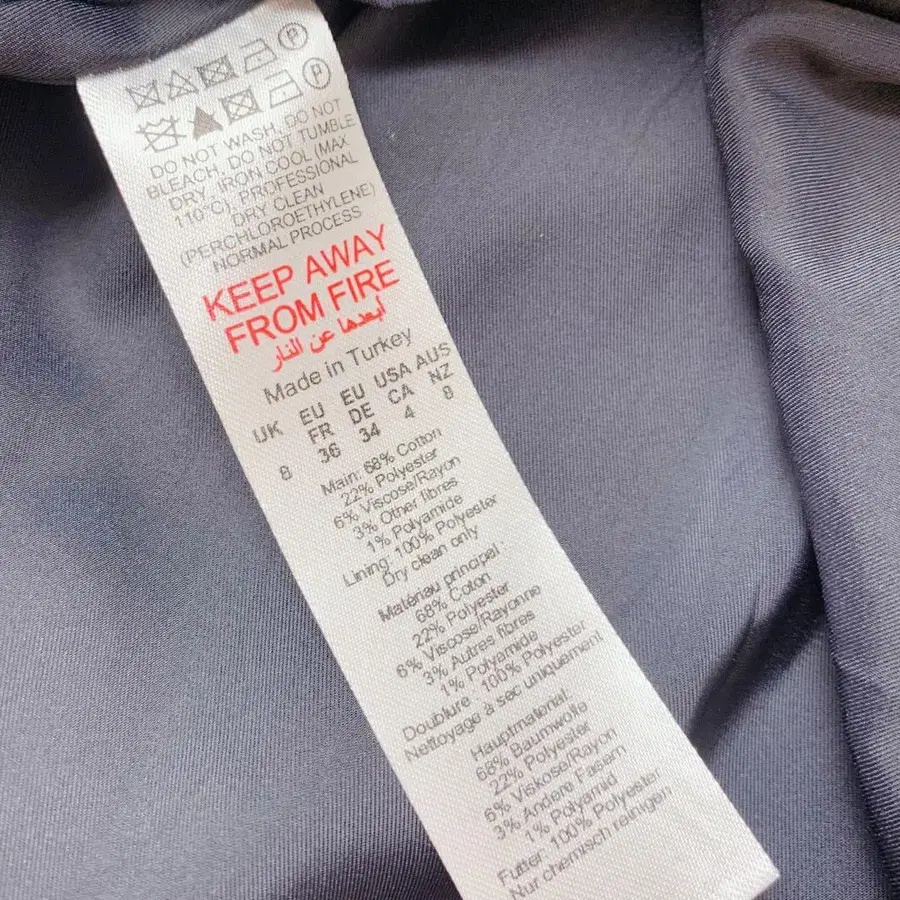 P
P
DO NOT WASH, DO NOT
BLEACH. DO NOT TUMBLE
DRY, IRON COOL (MAX
110°C), PROFESSIONAL
DRY CLEAN
(PERCHLOROETHYLENE)
NORMAL PROCESS
KEEP AWAY
FROM FIRE
أبعدها عن النار
Made in Turkey
UK EU EU USA AUS
FR DE CA NZ
8 36 34 4 8
Main: 68% Cotton
22% Polyester
6% Viscose/Rayon
3% Other fibres
1% Polyamide
Lining: 100% Polyester
Dry clean only
Matériau principal :
68% Coton
22% Polyester
6% Viscose/Rayonne
3% Autres fibres
1% Polyamide
Doublure : 100% Polyester
Nettoyage à sec uniquement
Hauptmaterial:
68% Baumwolle
22% Polyester
6% Viskose/Rayon
3% Andere Fasern
1% Polyamid
Futter: 100% Polyester
Nur chemisch reinigen